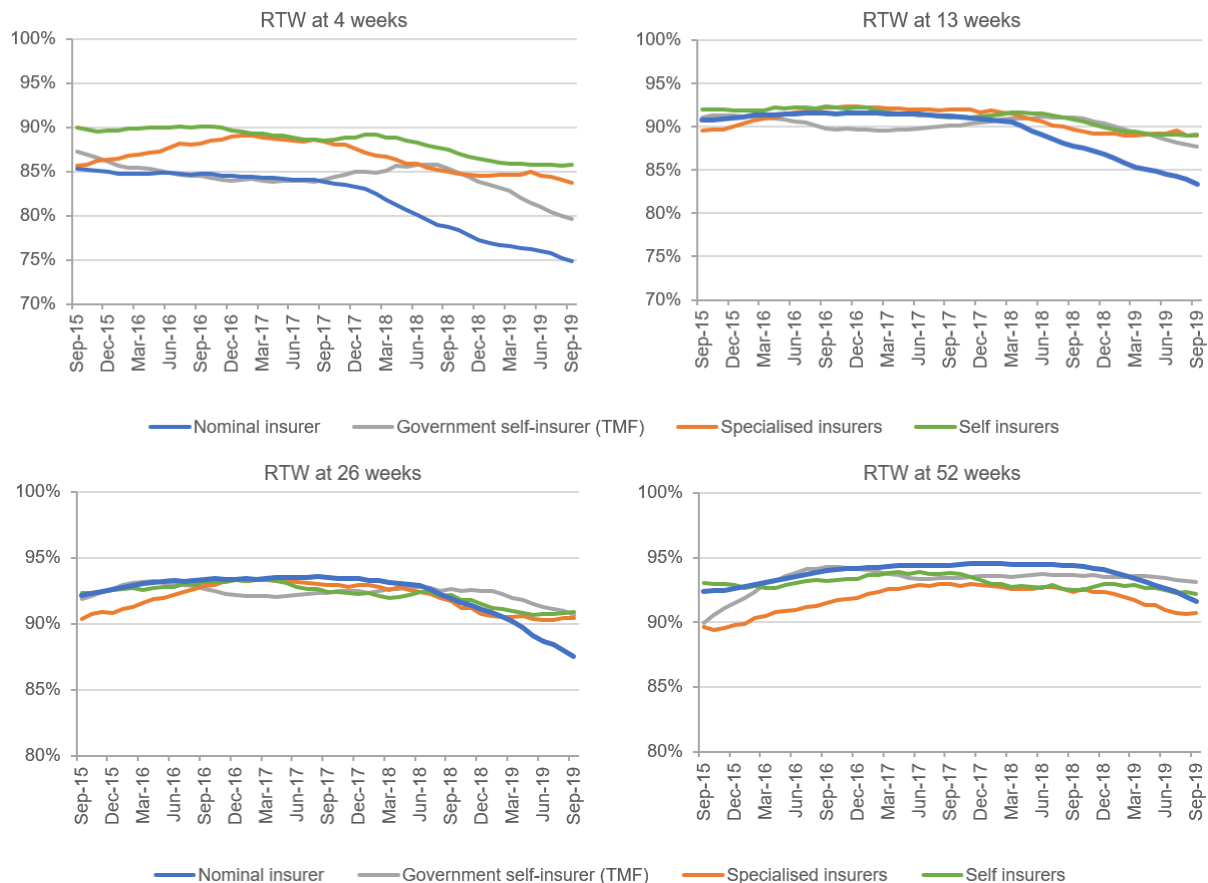 RTW at 4 weeks
100%
95%
90%
85%
80%
75%
70%
Sep-15
Dec-15
Mar-16
Jun-16
Sep-16
Dec-16
Mar-17
Jun-17
Sep-17
Dec-17
Mar-18
Jun-18
Sep-18
Dec-18
Mar-19
Jun-19
Sep-19
RTW at 13 weeks
100%
95%
90%
85%
80%
75%
70%
Sep-15
Dec-15
Mar-16
Jun-16
Sep-16
Dec-16
Mar-17
Jun-17
Sep-17
Dec-17
Mar-18
Jun-18
Sep-18
Dec-18
Mar-19
Jun-19
Sep-19
Nominal insurer Government self-insurer (TMF) Specialised insurers Self insurers
RTW at 26 weeks
100%
95%
90%
85%
80%
Sep-15
Dec-15
Mar-16
Jun-16
Sep-16
Dec-16
Mar-17
Jun-17
Sep-17
Dec-17
Mar-18
Jun-18
Sep-18
Dec-18
Mar-19
Jun-19
Sep-19
RTW at 52 weeks
100%
95%
90%
85%
80%
Sep-15
Dec-15
Mar-16
Jun-16
Sep-16
Dec-16
Mar-17
Jun-17
Sep-17
Dec-17
Mar-18
Jun-18
Sep-18
Dec-18
Mar-19
Jun-19
Sep-19
Nominal insurer Government self-insurer (TMF) Specialised insurers Self insurers